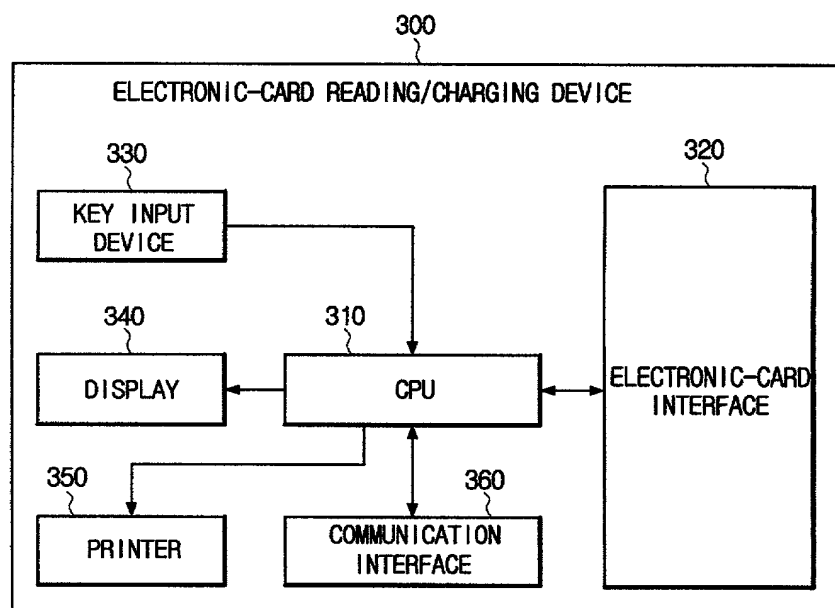 300
ELECTRONIC-CARD READING/CHARGING DEVICE
330
KEY INPUT
DEVICE
320
340
DISPLAY
310
CPU
ELECTRONIC-CARD
INTERFACE
350
PRINTER
360
COMMUNICATION
INTERFACE